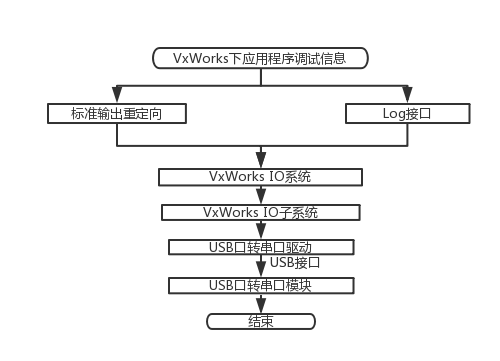 VxWorks下应用程序调试信息
标准输出重定向
Log接口
VxWorks IO系统
VxWorks IO子系统
USB口转串口驱动
USB接口
USB口转串口模块
结束